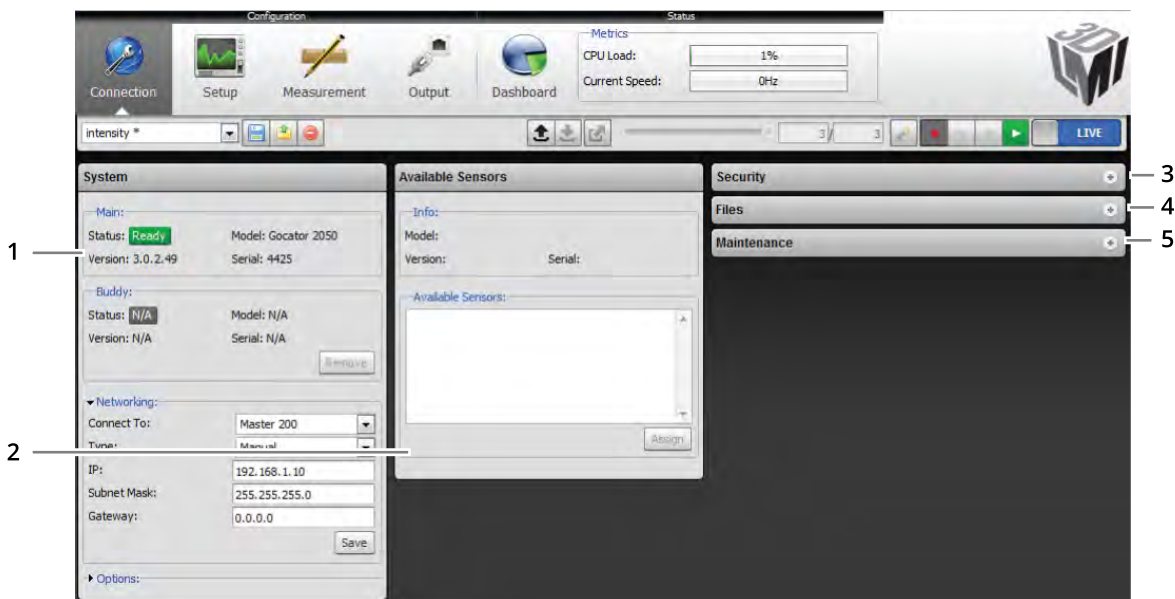 Configuration
Status
Connection
Setup
Measurement
Output
Dashboard
Metrics
CPU Load: 1%
Current Speed: 0Hz
3D
LMI
intensity *
3/ 3
LIVE
System
Main:
Status: Ready Model: Gocator 2050
Version: 3.0.2.49 Serial: 4425
Buddy:
Status: N/A Model: N/A
Version: N/A Serial: N/A
Remove
Networking:
Connect To: Master 200
Type: Manual
IP: 192.168.1.10
Subnet Mask: 255.255.255.0
Gateway: 0.0.0.0
Save
Options:
Available Sensors
Info:
Model:
Version: Serial:
Available Sensors:
Assign
Security
Files
Maintenance
1
2
3
4
5